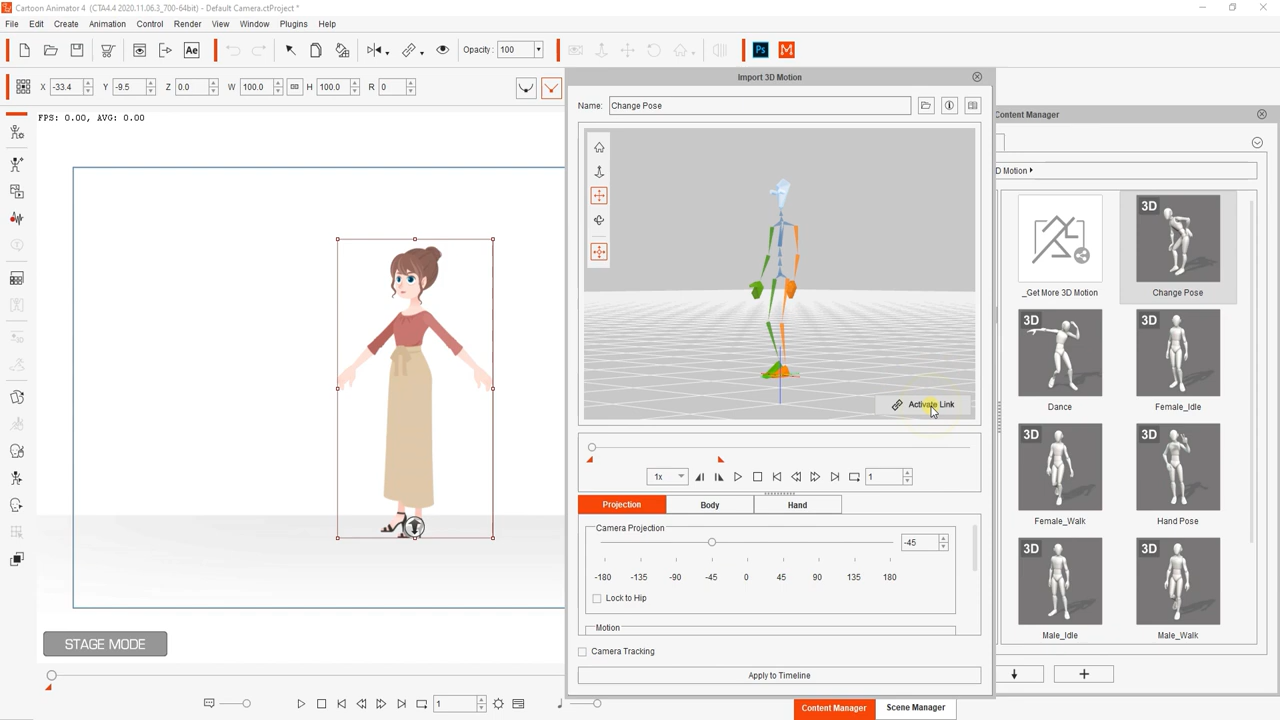 Cartoon Animator 4  (CTA4.4 2020.11.06.3_700-64bit) - Default Camera.ctProject *
File Edit Create Animation Control Render View Window Plugins Help
Ae
Opacity : 100
Ps
X -33.4 Y -9.5 Z 0.0 W 100.0 H 100.0 R 0
FPS: 0.00, AVG: 0.00
Import 3D Motion
Name: Change Pose
Activate Link
1x
1
Projection Body Hand
Camera Projection
-45
-180 -135 -90 -45 0 45 90 135 180
Lock to Hip
Motion
Camera Tracking
Apply to Timeline
Content Manager
D Motion
3D
_Get More 3D Motion Change Pose
3D 3D
Dance Female_Idle
3D 3D
Female_Walk Hand Pose
3D 3D
Male_Idle Male_Walk
STAGE MODE
1
Content Manager Scene Manager